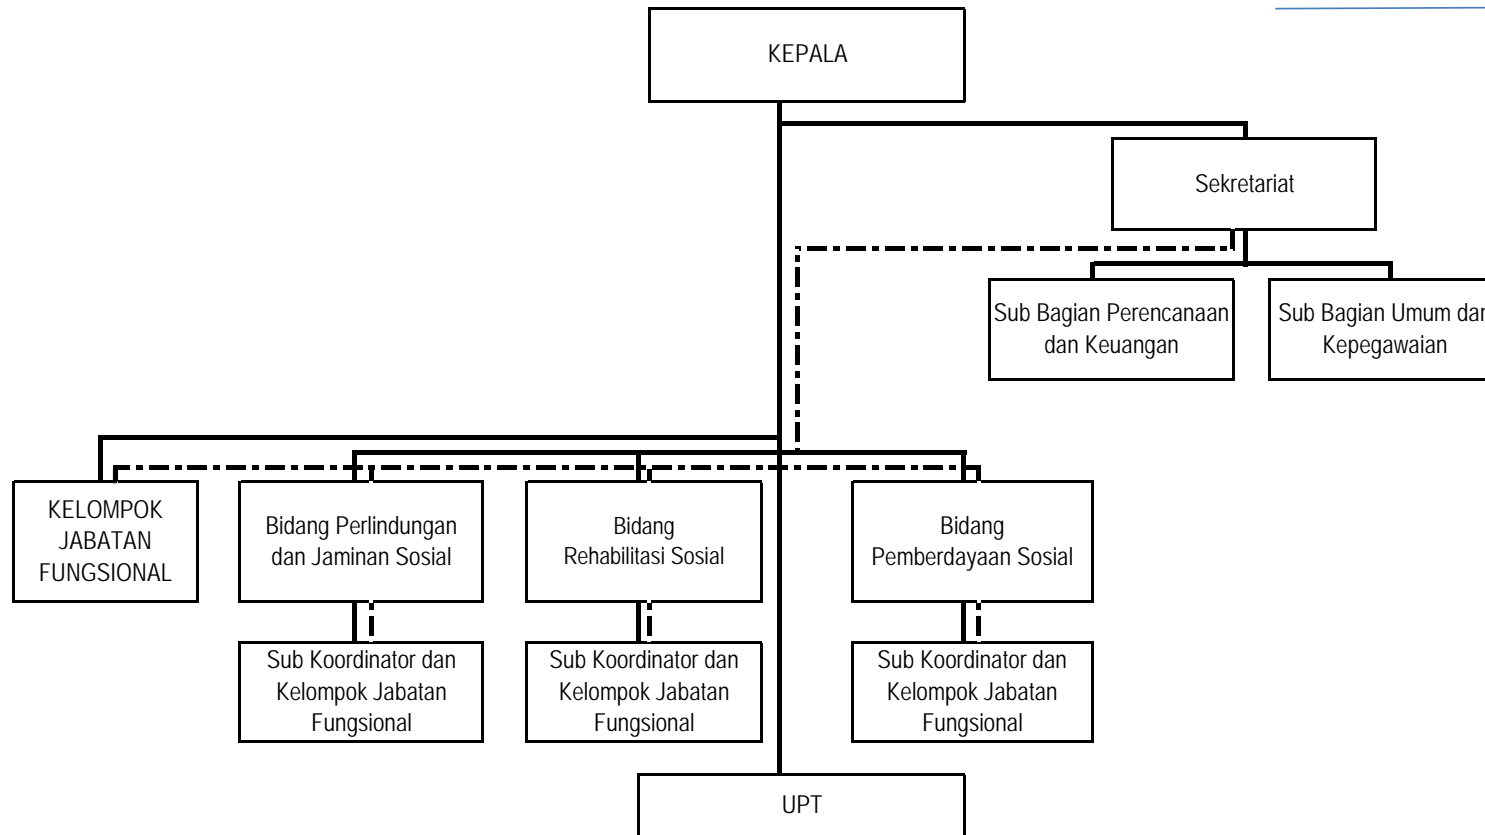 KEPALA
Sekretariat
Sub Bagian Perencanaan
dan Keuangan
Sub Bagian Umum dan
Kepegawaian
KELOMPOK
JABATAN
FUNGSIONAL
Bidang Perlindungan
dan Jaminan Sosial
Bidang
Rehabilitasi Sosial
Bidang
Pemberdayaan Sosial
Sub Koordinator dan
Kelompok Jabatan
Fungsional
Sub Koordinator dan
Kelompok Jabatan
Fungsional
Sub Koordinator dan
Kelompok Jabatan
Fungsional
UPT